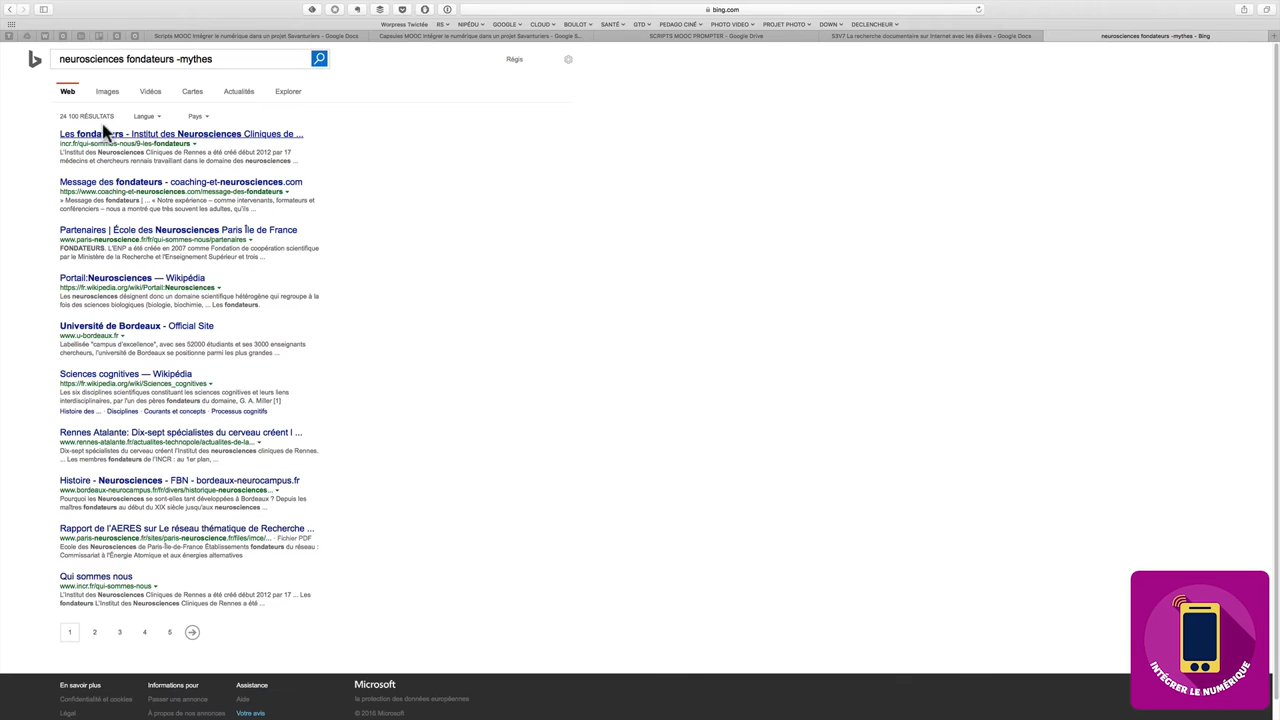 bing.com
Worpress Twictée RS NIPÉDU GOOGLE CLOUD BOULOT SANTÉ GTD PEDAGO CINÉ PHOTO VIDEO PROJET PHOTO DOWN DECLENCHEUR
Scripts MOOC Intégrer le numérique dans un projet Savanturiers - Google Docs
Capsules MOOC Intégrer le numérique dans un projet Savanturiers - Google S...
SCRIPTS MOOC PROMPTER - Google Drive
S3V7 La recherche documentaire sur Internet avec les élèves - Google Docs
neurosciences fondateurs -mythes - Bing
neurosciences fondateurs -mythes
Régis
Web Images Vidéos Cartes Actualités Explorer
24 100 RÉSULTATS Langue Pays
Les fondateurs - Institut des Neurosciences Cliniques de ...
incr.fr/qui-sommes-nous/9-les-fondateurs
L'Institut des Neurosciences Cliniques de Rennes a été créé début 2012 par 17
médecins et chercheurs rennais travaillant dans le domaine des neurosciences ...
Message des fondateurs - coaching-et-neurosciences.com
https://www.coaching-et-neurosciences.com/message-des-fondateurs
» Message des fondateurs | ... « Notre expérience – comme intervenants, formateurs et
conférenciers – nous a montré que très souvent les adultes, qu'ils ...
Partenaires | École des Neurosciences Paris Île de France
www.paris-neuroscience.fr/fr/qui-sommes-nous/partenaires
FONDATEURS. L'ENP a été créée en 2007 comme Fondation de coopération scientifique
par le Ministère de la Recherche et l'Enseignement Supérieur et trois ...
Portail:Neurosciences — Wikipédia
https://fr.wikipedia.org/wiki/Portail:Neurosciences
Les neurosciences désignent donc un domaine scientifique hétérogène qui regroupe à la
fois des sciences biologiques (biologie, biochimie, ... Les fondateurs.
Université de Bordeaux - Official Site
www.u-bordeaux.fr
Labellisée "campus d'excellence", avec ses 52000 étudiants et ses 3000 enseignants
chercheurs, l'université de Bordeaux se positionne parmi les plus grandes ...
Sciences cognitives — Wikipédia
https://fr.wikipedia.org/wiki/Sciences_cognitives
Les six disciplines scientifiques constituant les sciences cognitives et leurs liens
interdisciplinaires, par l'un des pères fondateurs du domaine, G. A. Miller [1]
Histoire des ... · Disciplines · Courants et concepts · Processus cognitifs
Rennes Atalante: Dix-sept spécialistes du cerveau créent l ...
www.rennes-atalante.fr/actualites-technopole/actualites-de-la...
Dix-sept spécialistes du cerveau créent l'Institut des neurosciences cliniques de Rennes.
... Les membres fondateurs de l'INCR : au 1er plan, ...
Histoire - Neurosciences - FBN - bordeaux-neurocampus.fr
www.bordeaux-neurocampus.fr/fr/divers/historique-neurosciences...
Pourquoi les Neurosciences se sont-elles tant développées à Bordeaux ? Depuis les
maîtres fondateurs au début du XIX siècle jusqu'aux neurosciences ...
Rapport de l'AERES sur Le réseau thématique de Recherche ...
www.paris-neuroscience.fr/sites/paris-neuroscience.fr/files/imce/... · Fichier PDF
Ecole des Neurosciences de Paris-Île-de-France Établissements fondateurs du réseau :
Commissariat à l'Énergie Atomique et aux énergies alternatives
Qui sommes nous
www.incr.fr/qui-sommes-nous
L'Institut des Neurosciences Cliniques de Rennes a été créé début 2012 par 17 ... Les
fondateurs L'Institut des Neurosciences Cliniques de Rennes a été ...
1 2 3 4 5
En savoir plus Informations pour Assistance Microsoft
Confidentialité et cookies Passer une annonce Aide la protection des données européennes
Légal À propos de nos annonces Votre avis © 2016 Microsoft
INTÉGRER LE NUMÉRIQUE